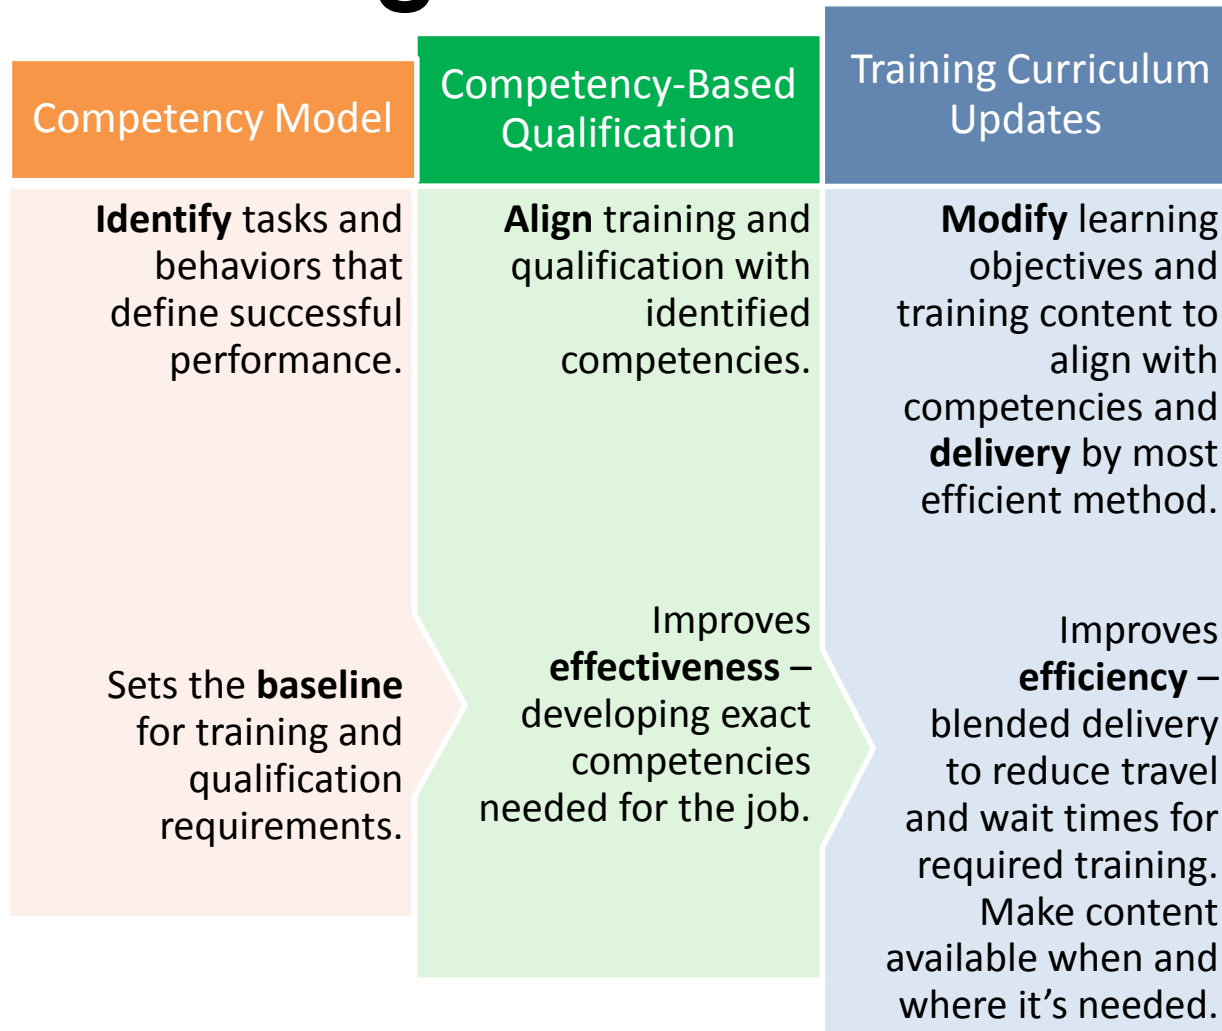 Competency Model
Identify tasks and
behaviors that
define successful
performance.
Sets the baseline
for training and
qualification
requirements.
Competency-Based
Qualification
Align training and
qualification with
identified
competencies.
Improves
effectiveness –
developing exact
competencies
needed for the job.
Training Curriculum
Updates
Modify learning
objectives and
training content to
align with
competencies and
delivery by most
efficient method.
Improves
efficiency –
blended delivery
to reduce travel
and wait times for
required training.
Make content
available when and
where it’s needed.